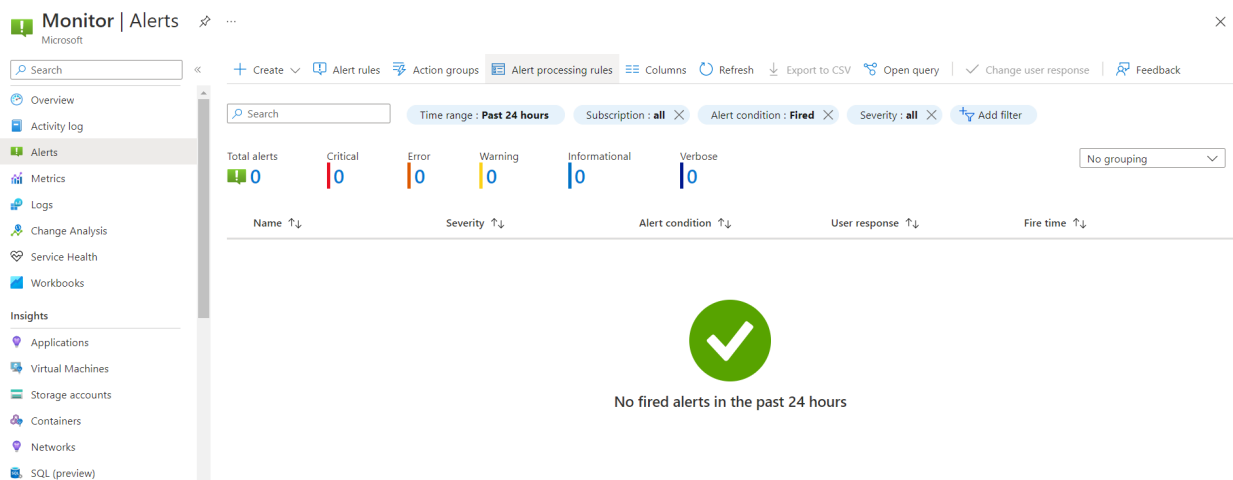 Monitor | Alerts
Microsoft
Search
Create Alert rules Action groups Alert processing rules Columns Refresh Export to CSV Open query Change user response Feedback
Overview
Activity log
Alerts
Metrics
Logs
Change Analysis
Service Health
Workbooks
Insights
Applications
Virtual Machines
Storage accounts
Containers
Networks
SQL (preview)
Search
Time range : Past 24 hours
Subscription : all
Alert condition : Fired
Severity : all
Add filter
Total alerts Critical Error Warning Informational Verbose
0 0 0 0 0 0
No grouping
Name Severity Alert condition User response Fire time
No fired alerts in the past 24 hours